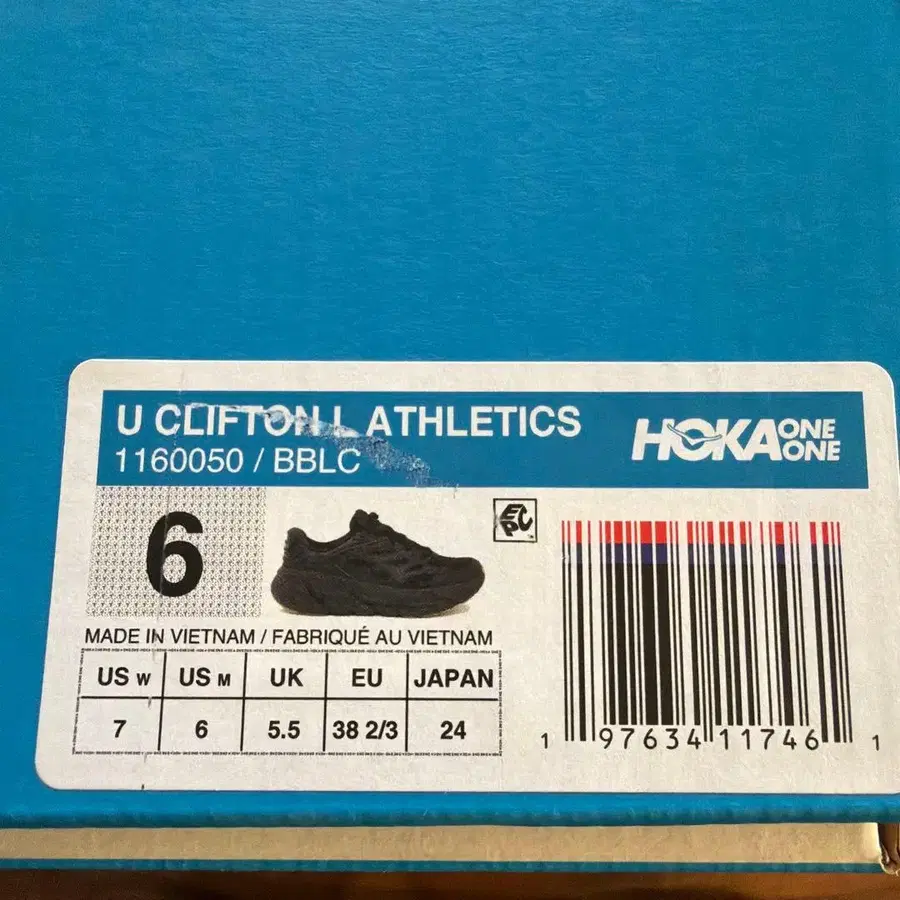 U CLIFTON L ATHLETICS
1160050 / BBLC
HOKA ONE ONE
6
MADE IN VIETNAM / FABRIQUÉ AU VIETNAM
US W US M UK EU JAPAN
7 6 5.5 38 2/3 24
1 97634 11746 1